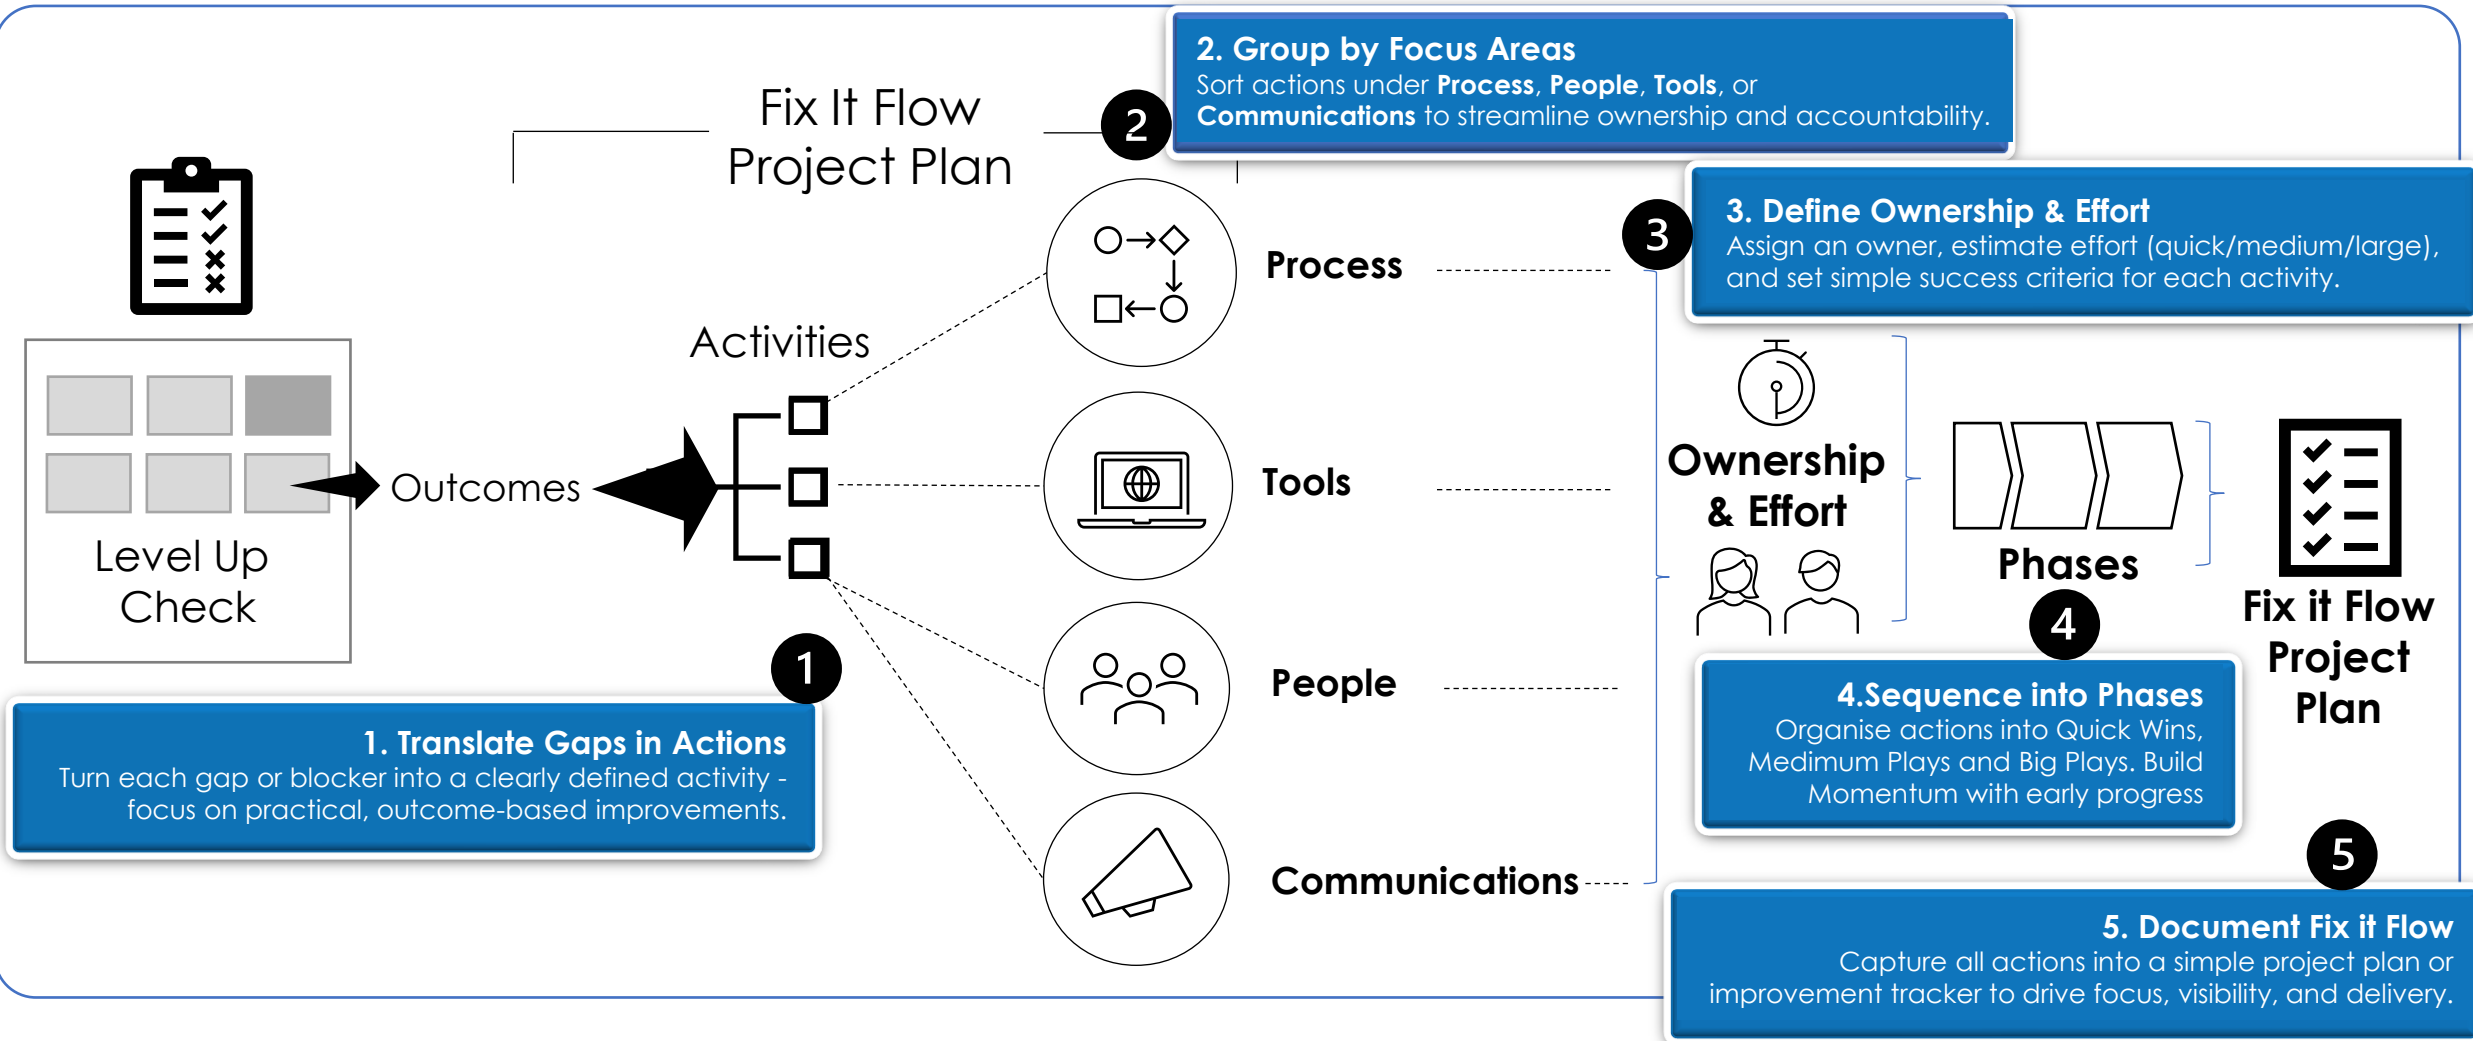 Fix It Flow
Project Plan
2
2. Group by Focus Areas
Sort actions under Process, People, Tools, or
Communications to streamline ownership and accountability.
3
3. Define Ownership & Effort
Assign an owner, estimate effort (quick/medium/large),
and set simple success criteria for each activity.
Process
Activities
Tools
Outcomes
Level Up
Check
Ownership
& Effort
Phases
4
Fix it Flow
Project
Plan
1
1. Translate Gaps in Actions
Turn each gap or blocker into a clearly defined activity -
focus on practical, outcome-based improvements.
People
4.Sequence into Phases
Organise actions into Quick Wins,
Medimum Plays and Big Plays. Build
Momentum with early progress
Communications
5
5. Document Fix it Flow
Capture all actions into a simple project plan or
improvement tracker to drive focus, visibility, and delivery.